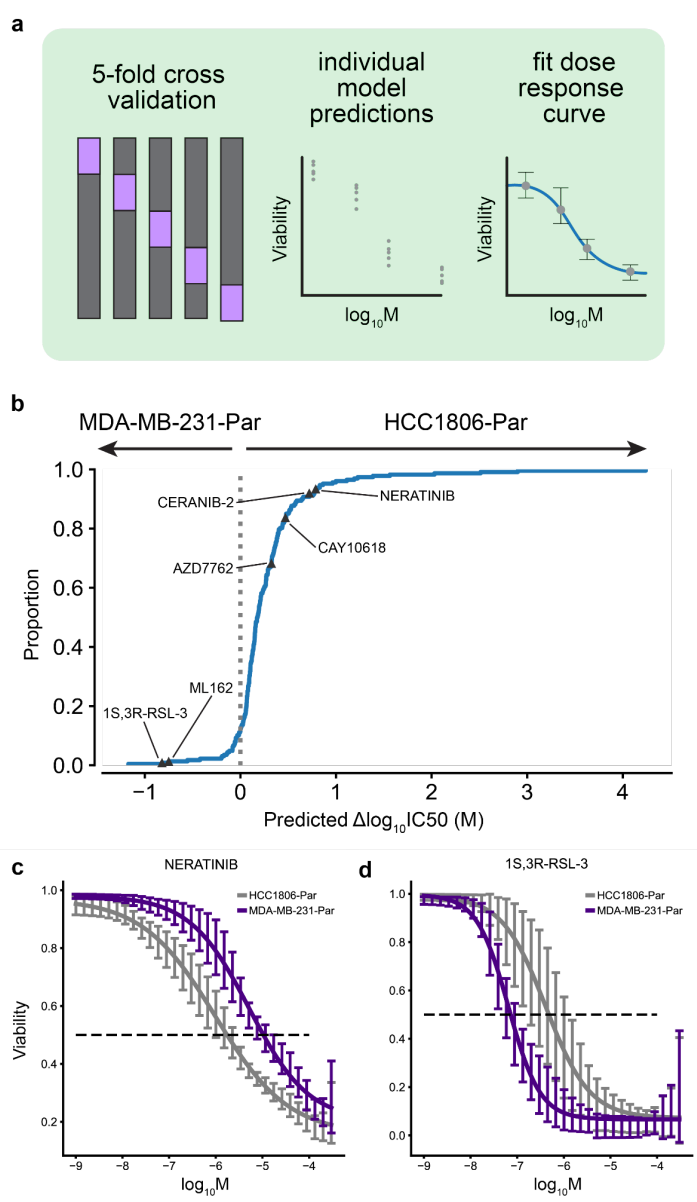 a
5-fold cross
validation
individual
model
predictions
fit dose
response
curve
Viability
log10M
Viability
log10M
b
MDA-MB-231-Par
HCC1806-Par
1.0
0.8
0.6
0.4
0.2
0.0
Proportion
CERANIB-2
NERATINIB
CAY10618
AZD7762
ML162
1S,3R-RSL-3
−1
0
1
2
3
4
Predicted Δlog10IC50 (M)
c
NERATINIB
HCC1806-Par
MDA-MB-231-Par
1.0
0.8
0.6
0.4
0.2
Viability
−9
−8
−7
−6
−5
−4
log10M
d
1S,3R-RSL-3
HCC1806-Par
MDA-MB-231-Par
1.0
0.8
0.6
0.4
0.2
0.0
−9
−8
−7
−6
−5
−4
log10M